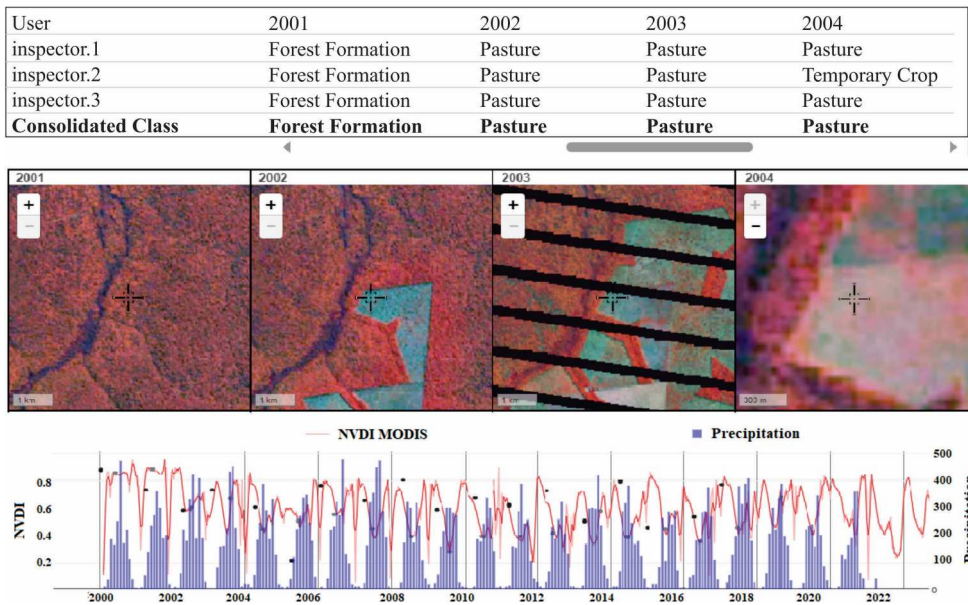 User 2001 2002 2003 2004
inspector.1 Forest Formation Pasture Pasture Pasture
inspector.2 Forest Formation Pasture Pasture Temporary Crop
inspector.3 Forest Formation Pasture Pasture Pasture
Consolidated Class Forest Formation Pasture Pasture Pasture
2001 2002 2003 2004
+ + + +
− − − −
1 km 1 km 1 km 300 m
NVDI MODIS Precipitation
500
0.8 400
0.6 300
0.4 200
0.2 100
0
NVDI
Precipitation
2000 2002 2004 2006 2008 2010 2012 2014 2016 2018 2020 2022